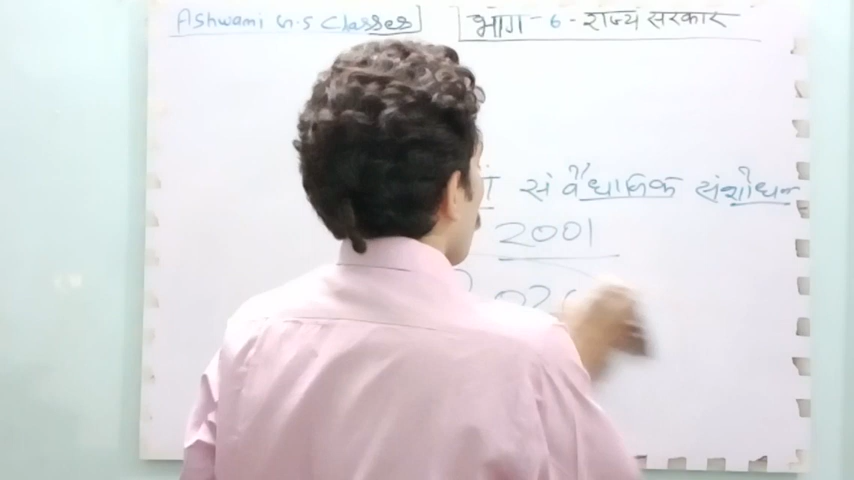 Ashwami G.S Classes
भाग - 6 - राज्य सरकार
संवैधानिक संशोधन
2001